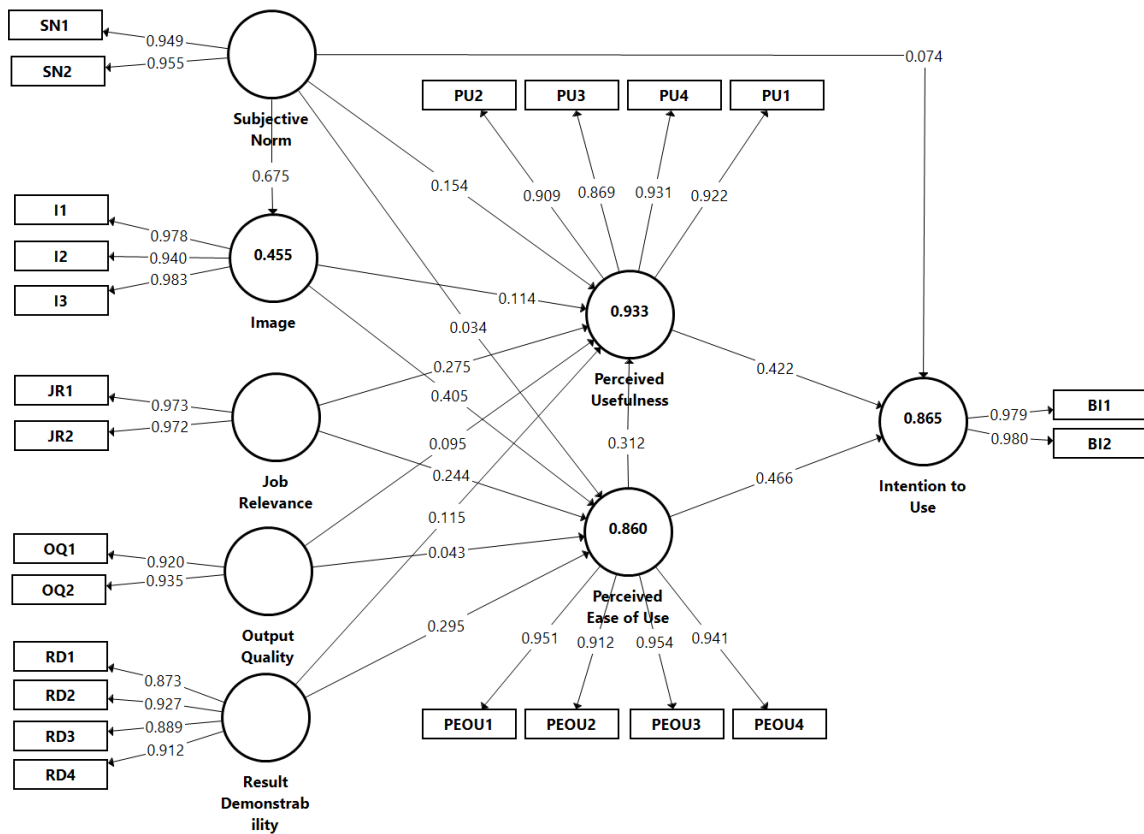 SN1
0.949
SN2
0.955
Subjective
Norm
0.074
PU2
PU3
PU4
PU1
0.675
0.154
0.909
0.869
0.931
0.922
I1
0.978
I2
0.940
I3
0.983
0.455
Image
0.114
0.034
0.933
Perceived
Usefulness
JR1
0.973
JR2
0.972
Job
Relevance
0.275
0.405
0.095
0.244
0.115
0.312
0.422
0.466
0.865
Intention to
Use
0.979
BI1
0.980
BI2
OQ1
0.920
OQ2
0.935
Output
Quality
0.043
0.295
0.860
Perceived
Ease of Use
0.951
0.912
0.954
0.941
RD1
0.873
RD2
0.927
RD3
0.889
RD4
0.912
Result
Demonstrab
ility
PEOU1
PEOU2
PEOU3
PEOU4